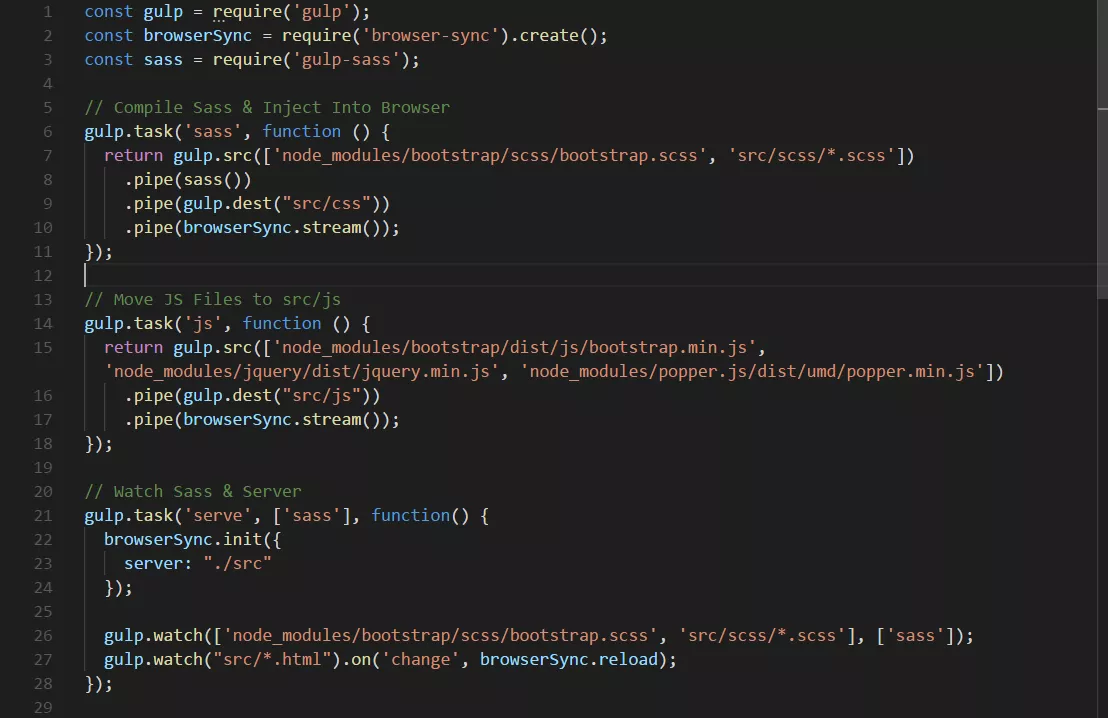 1 const gulp = require('gulp');
2 const browserSync = require('browser-sync').create();
3 const sass = require('gulp-sass');
4
5 // Compile Sass & Inject Into Browser
6 gulp.task('sass', function () {
7   return gulp.src(['node_modules/bootstrap/scss/bootstrap.scss', 'src/scss/*.scss'])
8     .pipe(sass())
9     .pipe(gulp.dest("src/css"))
10     .pipe(browserSync.stream());
11 });
12
13 // Move JS Files to src/js
14 gulp.task('js', function () {
15   return gulp.src(['node_modules/bootstrap/dist/js/bootstrap.min.js',
  'node_modules/jquery/dist/jquery.min.js', 'node_modules/popper.js/dist/umd/popper.min.js'])
16     .pipe(gulp.dest("src/js"))
17     .pipe(browserSync.stream());
18 });
19
20 // Watch Sass & Server
21 gulp.task('serve', ['sass'], function() {
22   browserSync.init({
23     server: "./src"
24   });
25
26   gulp.watch(['node_modules/bootstrap/scss/bootstrap.scss', 'src/scss/*.scss'], ['sass']);
27   gulp.watch("src/*.html").on('change', browserSync.reload);
28 });
29